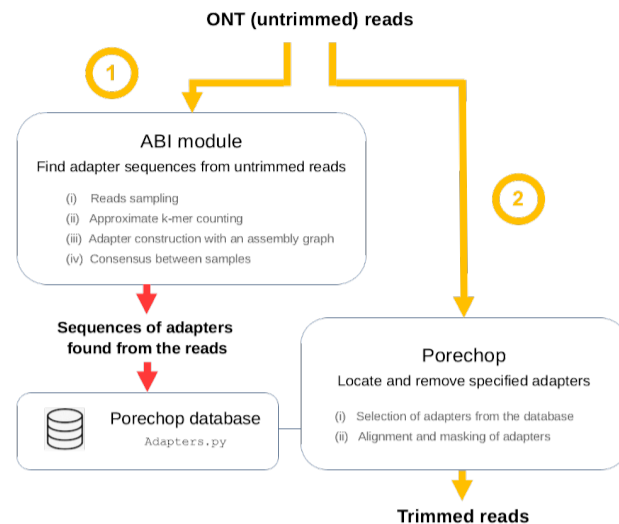 ONT (untrimmed) reads
1
ABI module
Find adapter sequences from untrimmed reads
(i) Reads sampling
(ii) Approximate k-mer counting
(iii) Adapter construction with an assembly graph
(iv) Consensus between samples
2
Sequences of adapters
found from the reads
Porechop database
Adapters.py
Porechop
Locate and remove specified adapters
(i) Selection of adapters from the database
(ii) Alignment and masking of adapters
Trimmed reads